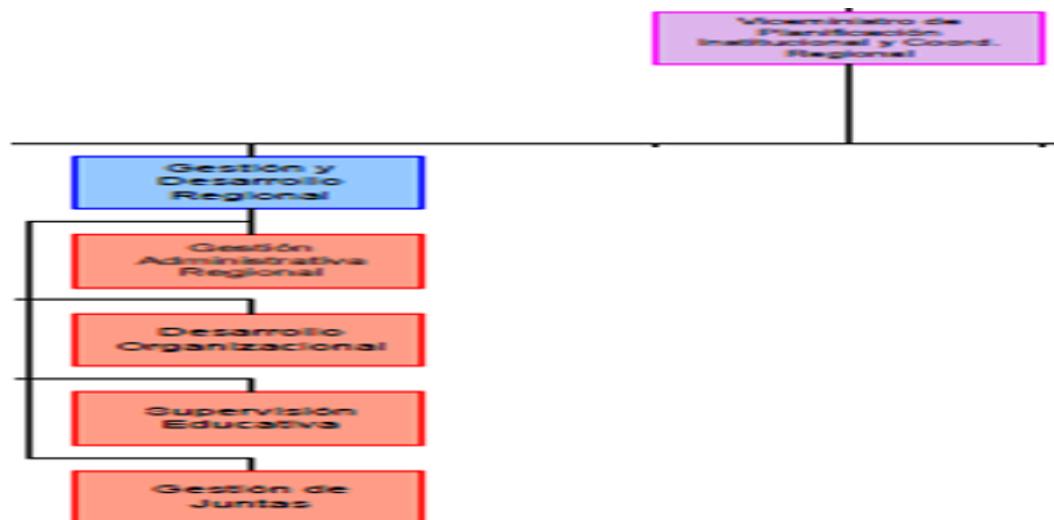 Viceministro de
Planificación
Institucional y Coord.
Regional
Gestión y
Desarrollo
Regional
Gestión
Administrativa
Regional
Desarrollo
Organizacional
Supervisión
Educativa
Gestión de
Juntas